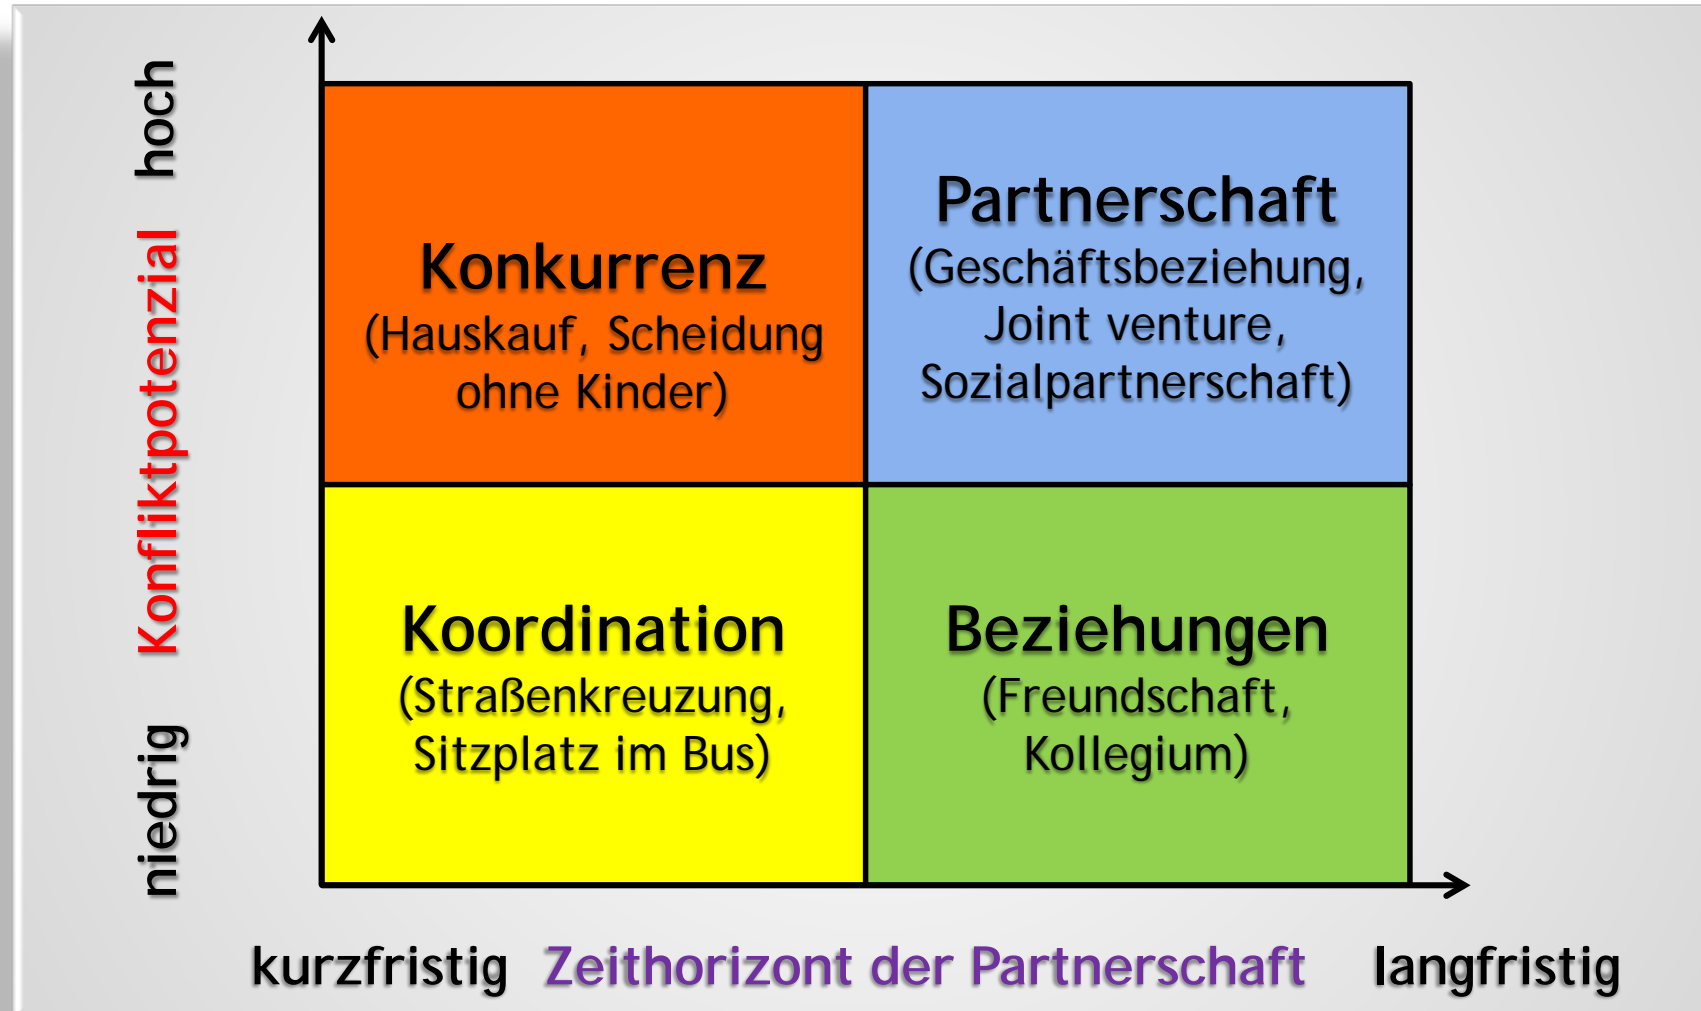 hoch
Konfliktpotenzial
niedrig
Konkurrenz
(Hauskauf, Scheidung
ohne Kinder)
Partnerschaft
(Geschäftsbeziehung,
Joint venture,
Sozialpartnerschaft)
Koordination
(Straßenkreuzung,
Sitzplatz im Bus)
Beziehungen
(Freundschaft,
Kollegium)
kurzfristig Zeithorizont der Partnerschaft langfristig